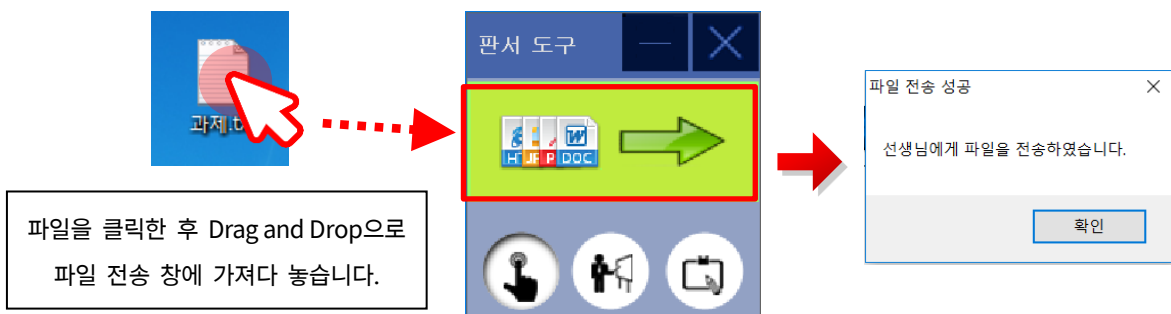 과제.t
파일을 클릭한 후 Drag and Drop으로
파일 전송 창에 가져다 놓습니다.
판서 도구
HT JP P DOC
파일 전송 성공
선생님에게 파일을 전송하였습니다.
확인